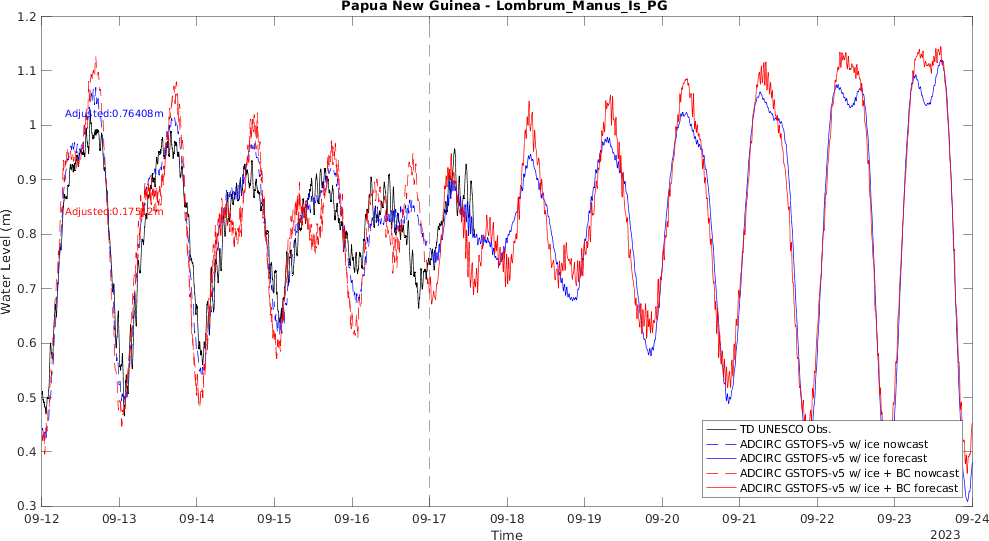 Papua New Guinea - Lombrum_Manus_Is_PG
1.2
1.1
1
0.9
0.8
0.7
0.6
0.5
0.4
0.3
Water Level (m)
Adjusted:0.76408m
TD UNESCO Obs.
ADCIRC GSTOFS-v5 w/ ice nowcast
ADCIRC GSTOFS-v5 w/ ice forecast
ADCIRC GSTOFS-v5 w/ ice + BC nowcast
ADCIRC GSTOFS-v5 w/ ice + BC forecast
09-12
09-13
09-14
09-15
09-16
09-17
09-18
09-19
09-20
09-21
09-22
09-23
09-24
Time
2023